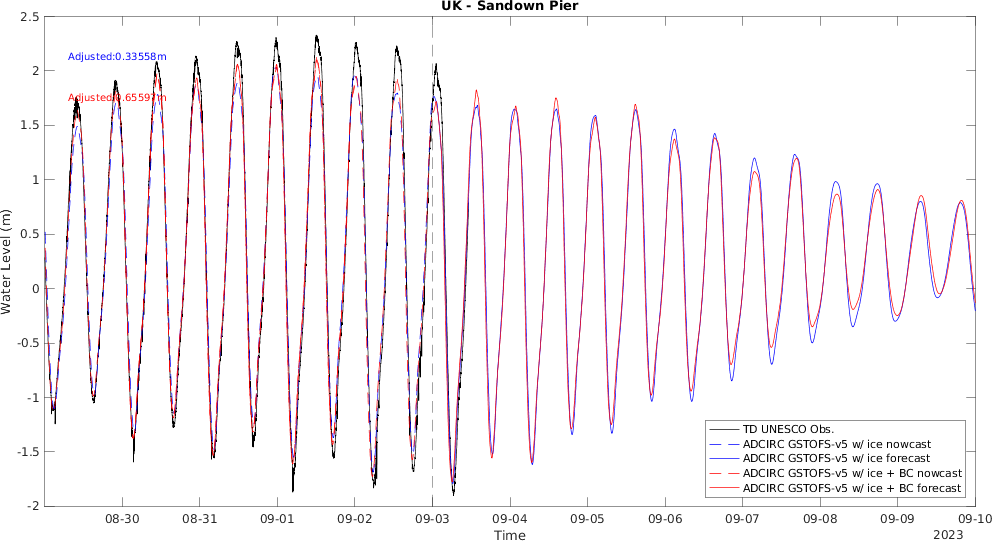 UK - Sandown Pier
2.5
2
1.5
1
0.5
0
-0.5
-1
-1.5
-2
Water Level (m)
Adjusted:0.33558m
Adjusted:0.65597m
TD UNESCO Obs.
ADCIRC GSTOFS-v5 w/ ice nowcast
ADCIRC GSTOFS-v5 w/ ice forecast
ADCIRC GSTOFS-v5 w/ ice + BC nowcast
ADCIRC GSTOFS-v5 w/ ice + BC forecast
08-30 08-31 09-01 09-02 09-03 09-04 09-05 09-06 09-07 09-08 09-09 09-10
Time
2023